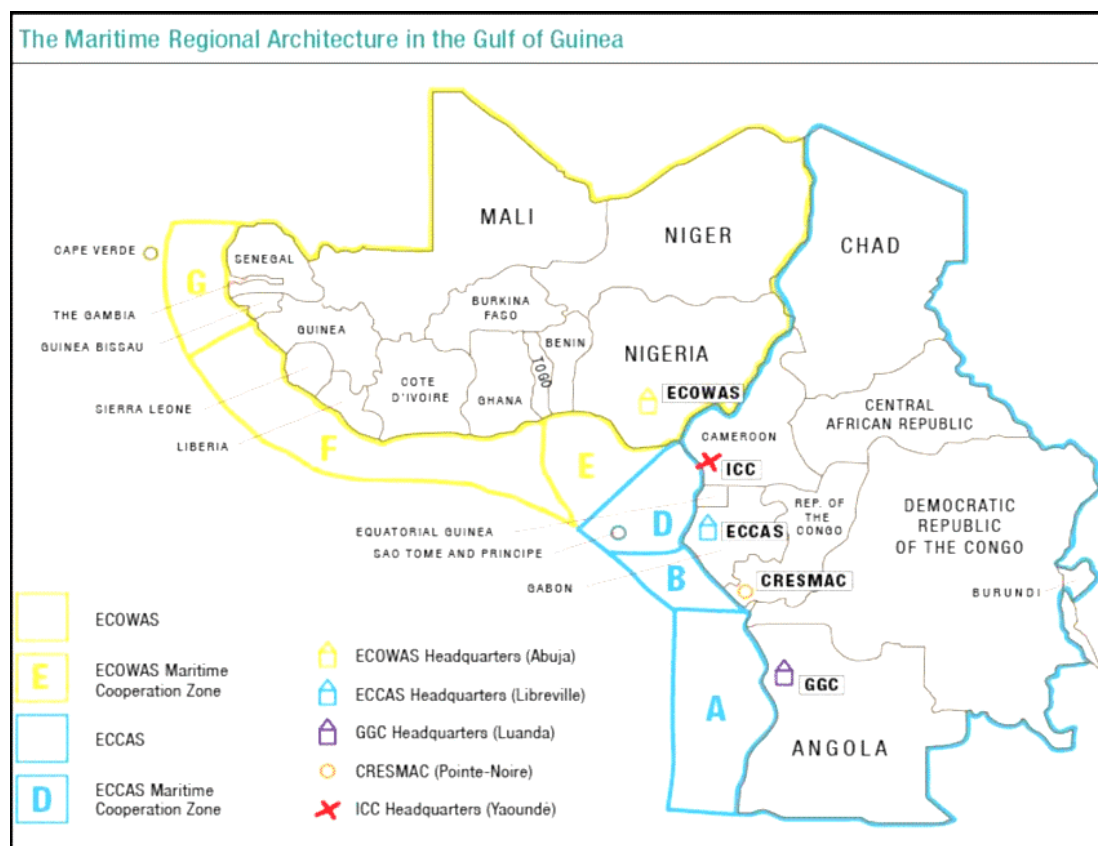 The Maritime Regional Architecture in the Gulf of Guinea
MALI
NIGER
CHAD
CAPE VERDE
SENEGAL
G
THE GAMBIA
GUINEA BISSAU
GUINEA
BURKINA
FASO
BENIN
NIGERIA
TOGO
COTE
D'IVOIRE
GHANA
ECOWAS
SIERRA LEONE
LIBERIA
F
E
CENTRAL
AFRICAN REPUBLIC
CAMEROON
ICC
EQUATORIAL GUINEA
SAO TOME AND PRINCIPE
D
ECCAS
REP. OF
THE
CONGO
DEMOCRATIC
REPUBLIC
OF THE CONGO
GABON
B
CRESMAC
BURUNDI
A
GGC
ANGOLA
ECOWAS
E
ECOWAS Maritime
Cooperation Zone
ECCAS
D
ECCAS Maritime
Cooperation Zone
ECOWAS Headquarters (Abuja)
ECCAS Headquarters (Libreville)
GGC Headquarters (Luanda)
CRESMAC (Pointe-Noire)
ICC Headquarters (Yaoundé)